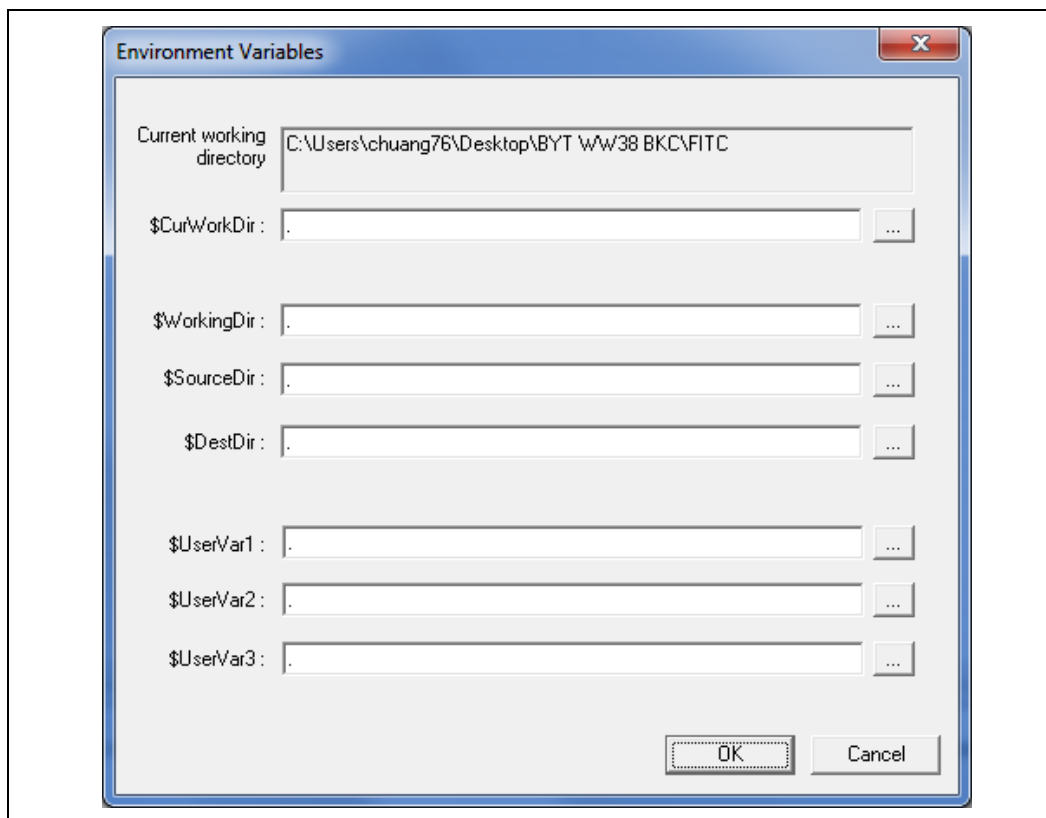 Environment Variables
Current working
directory
C:\Users\chuang76\Desktop\BYT WW38 BKC\FITC
$CurWorkDir : . ...
$WorkingDir : . ...
$SourceDir : . ...
$DestDir : . ...
$UserVar1 : . ...
$UserVar2 : . ...
$UserVar3 : . ...
OK Cancel